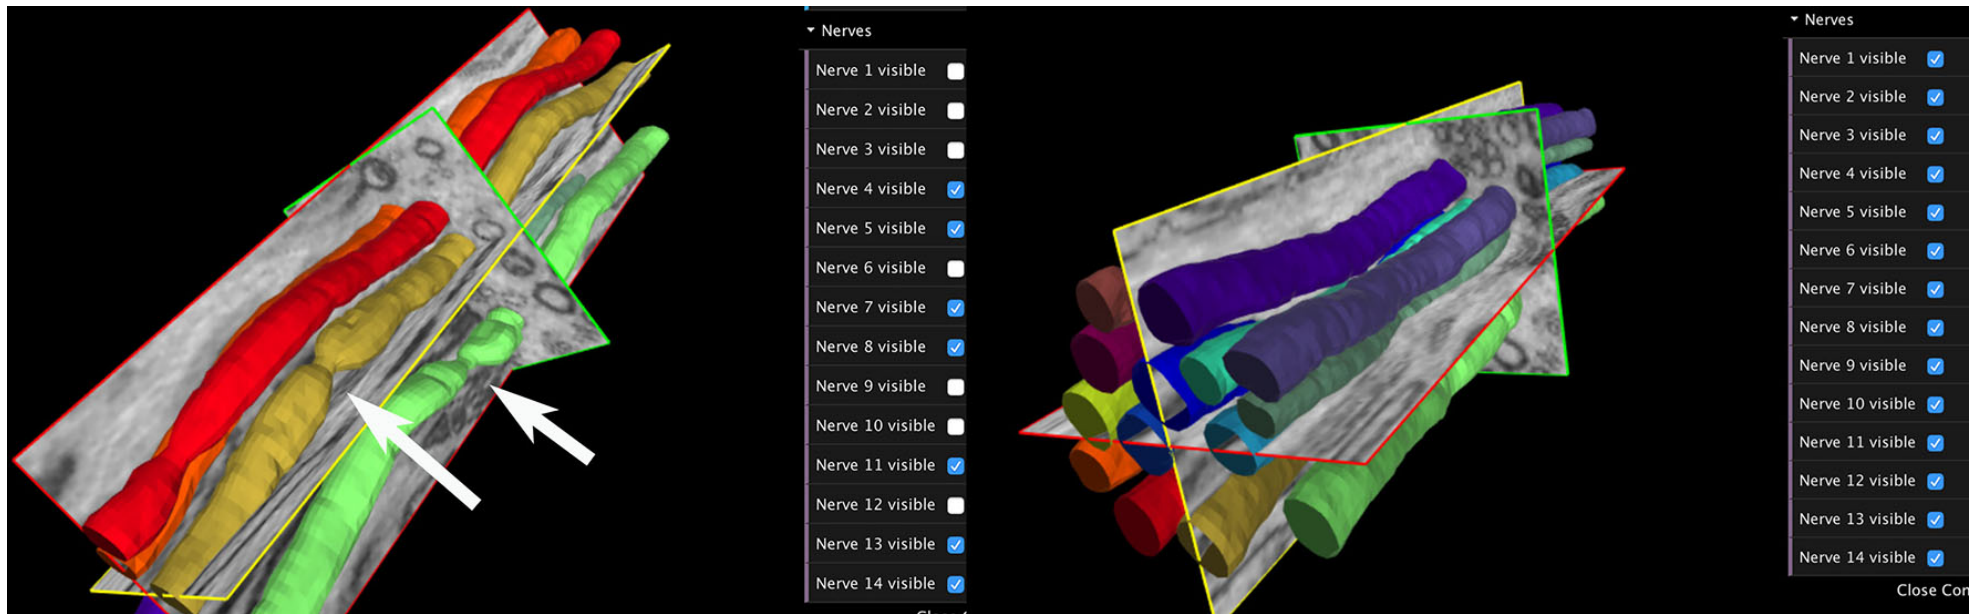 Nerves
Nerve 1 visible
Nerve 2 visible
Nerve 3 visible
Nerve 4 visible
Nerve 5 visible
Nerve 6 visible
Nerve 7 visible
Nerve 8 visible
Nerve 9 visible
Nerve 10 visible
Nerve 11 visible
Nerve 12 visible
Nerve 13 visible
Nerve 14 visible
Nerves
Nerve 1 visible
Nerve 2 visible
Nerve 3 visible
Nerve 4 visible
Nerve 5 visible
Nerve 6 visible
Nerve 7 visible
Nerve 8 visible
Nerve 9 visible
Nerve 10 visible
Nerve 11 visible
Nerve 12 visible
Nerve 13 visible
Nerve 14 visible
Close Con